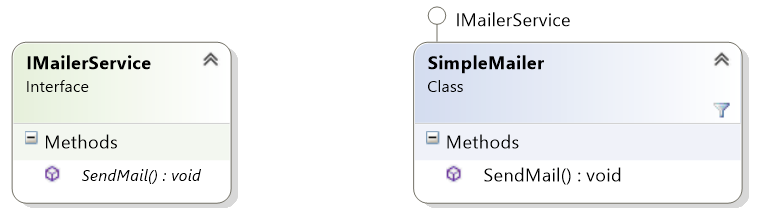 IMailerService
Interface
Methods
SendMail() : void
IMailerService
SimpleMailer
Class
Methods
SendMail() : void